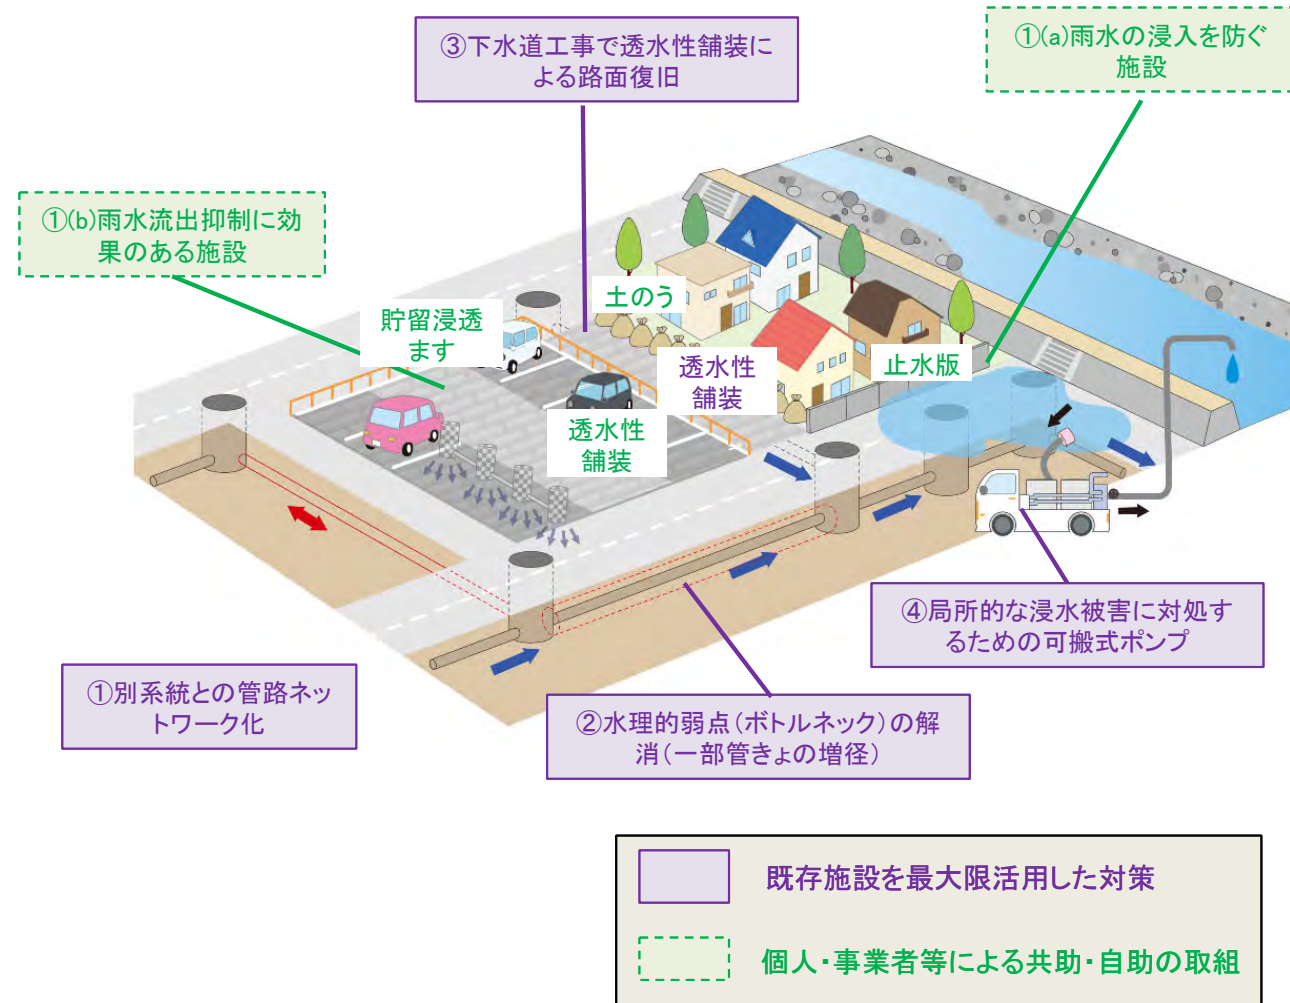 ③下水道工事で透水性舗装に
よる路面復旧
①(a)雨水の浸入を防ぐ
施設
①(b)雨水流出抑制に効
果のある施設
土のう
貯留浸透
ます
透水性
舗装
止水版
透水性
舗装
④局所的な浸水被害に対処す
るための可搬式ポンプ
①別系統との管路ネッ
トワーク化
②水理的弱点(ボトルネック)の解
消(一部管きょの増径)
既存施設を最大限活用した対策
個人・事業者等による共助・自助の取組